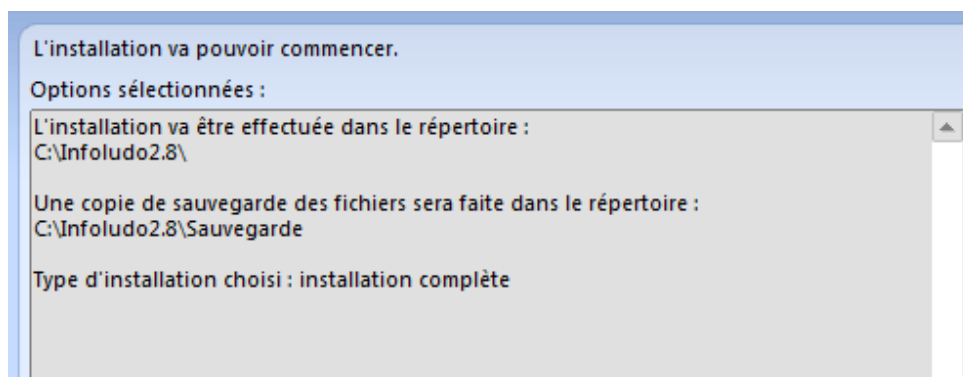 L'installation va pouvoir commencer.
Options sélectionnées :
L'installation va être effectuée dans le répertoire :
C:\Infoludo2.8\
Une copie de sauvegarde des fichiers sera faite dans le répertoire :
C:\Infoludo2.8\Sauvegarde
Type d'installation choisi : installation complète